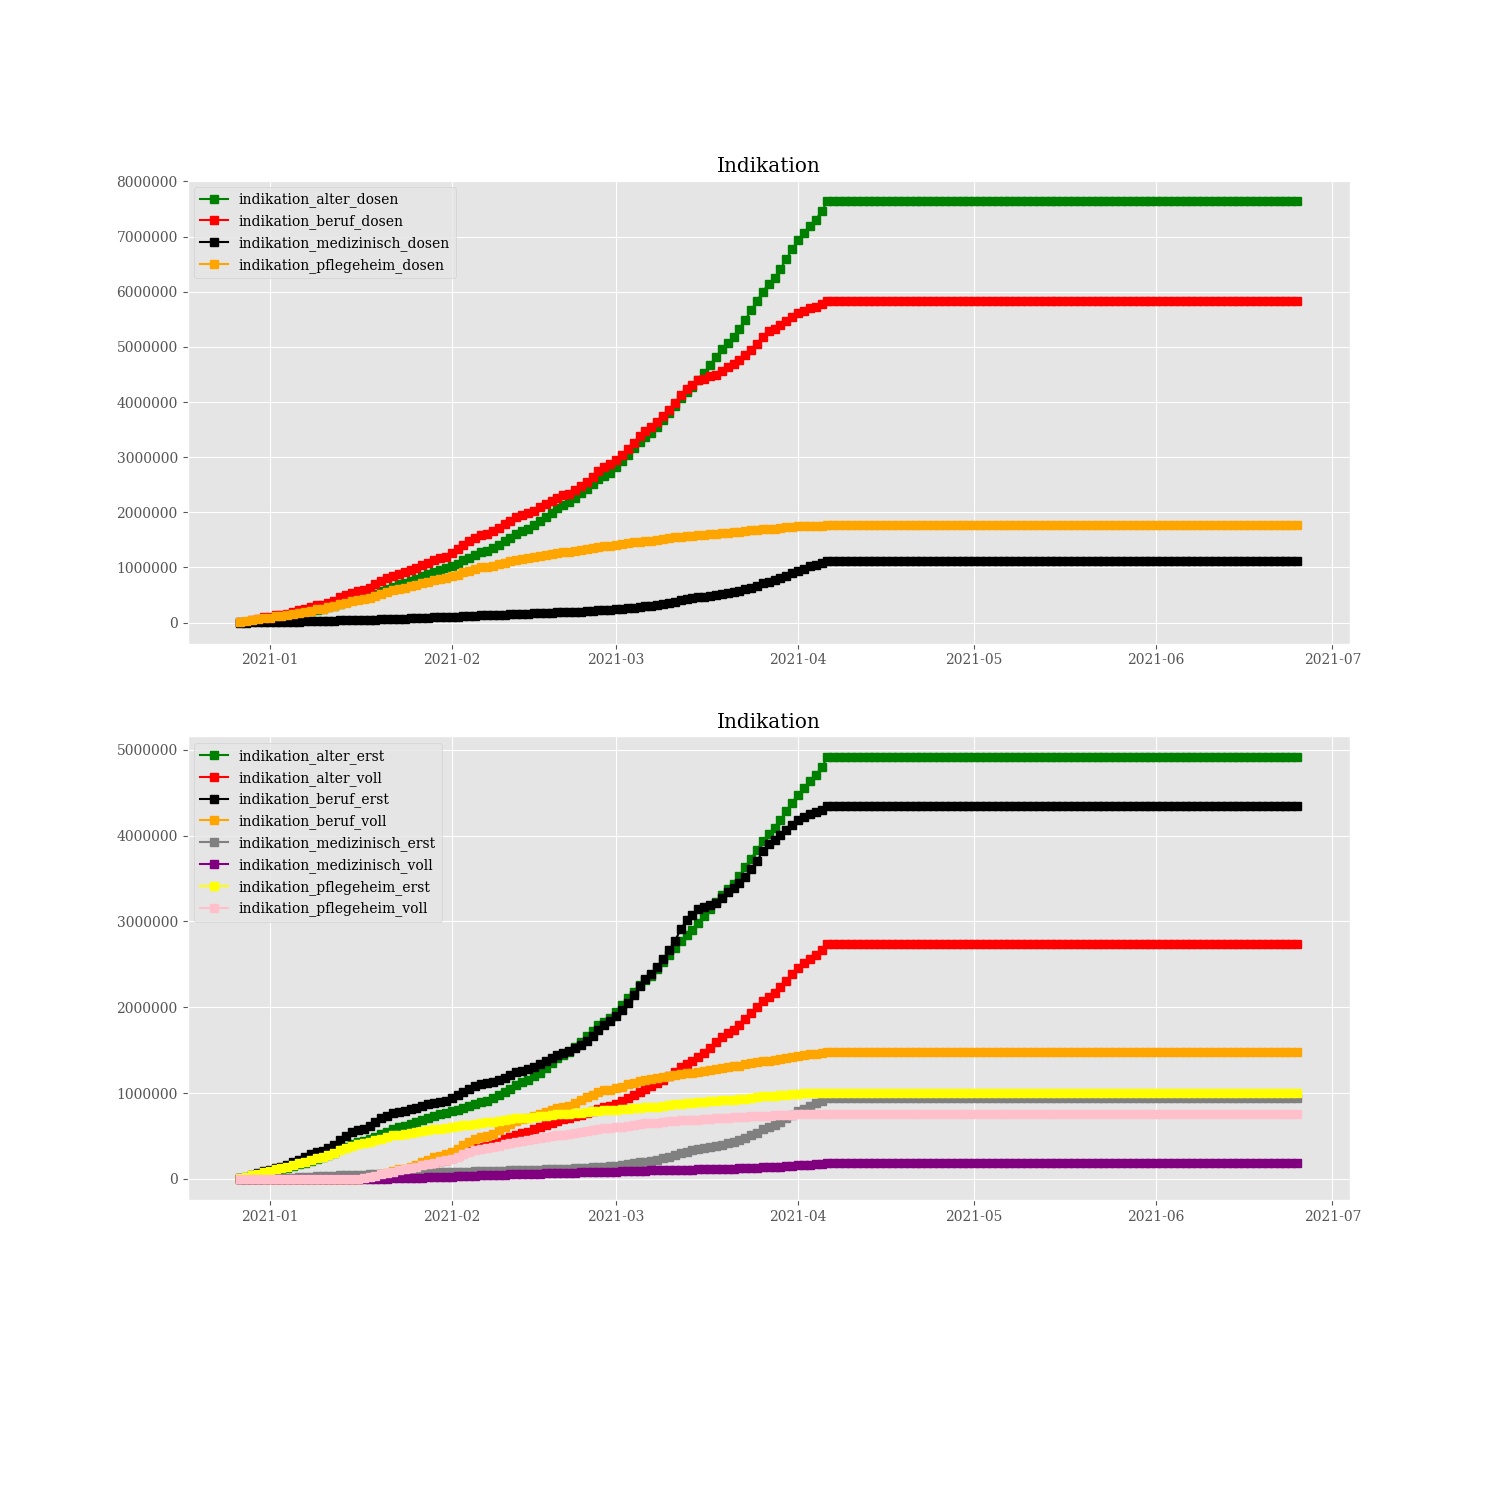 Indikation
8000000
7000000
6000000
5000000
4000000
3000000
2000000
1000000
0
indikation_alter_dosen
indikation_beruf_dosen
indikation_medizinisch_dosen
indikation_pflegeheim_dosen
2021-01 2021-02 2021-03 2021-04 2021-05 2021-06 2021-07
Indikation
5000000
4000000
3000000
2000000
1000000
0
indikation_alter_erst
indikation_alter_voll
indikation_beruf_erst
indikation_beruf_voll
indikation_medizinisch_erst
indikation_medizinisch_voll
indikation_pflegeheim_erst
indikation_pflegeheim_voll
2021-01 2021-02 2021-03 2021-04 2021-05 2021-06 2021-07